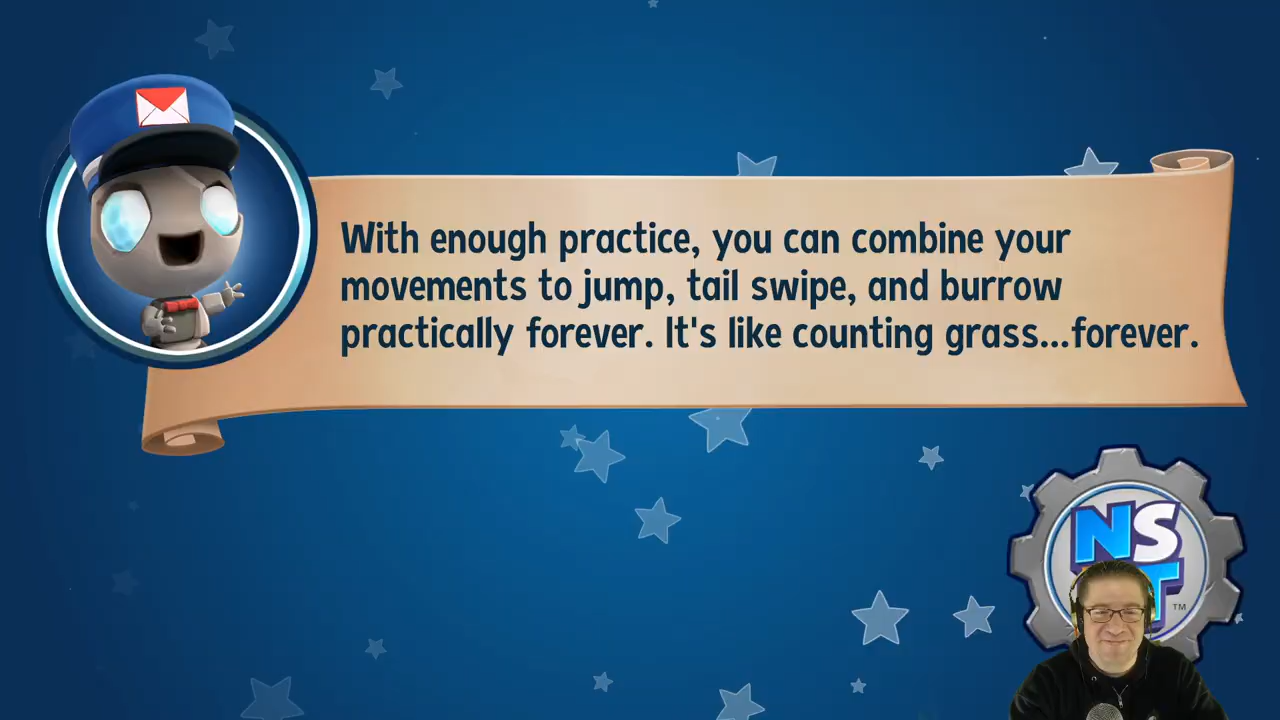 With enough practice, you can combine your
movements to jump, tail swipe, and burrow
practically forever. It's like counting grass...forever.
NS
T
TM